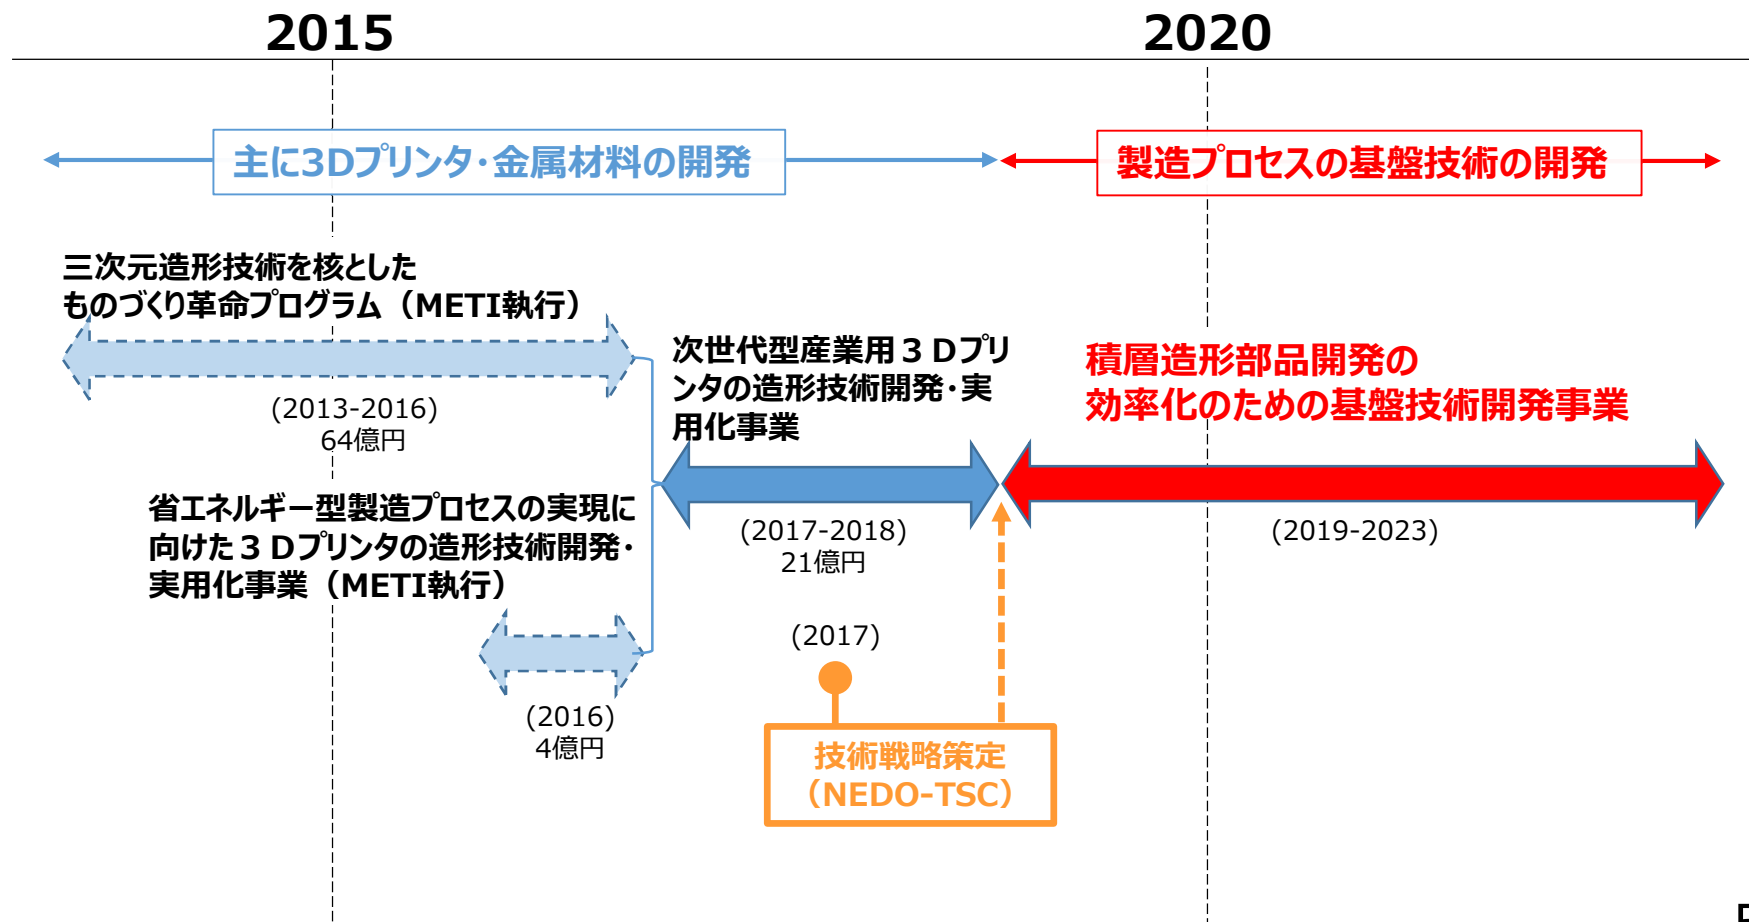 2015
2020
主に3Dプリンタ・金属材料の開発
製造プロセスの基盤技術の開発
三次元造形技術を核とした
ものづくり革命プログラム（METI執行）
(2013-2016)
64億円
次世代型産業用３Dプリ
ンタの造形技術開発・実
用化事業
(2017-2018)
21億円
積層造形部品開発の
効率化のための基盤技術開発事業
(2019-2023)
省エネルギー型製造プロセスの実現に
向けた３Dプリンタの造形技術開発・
実用化事業（METI執行）
(2016)
4億円
(2017)
技術戦略策定
（NEDO-TSC）